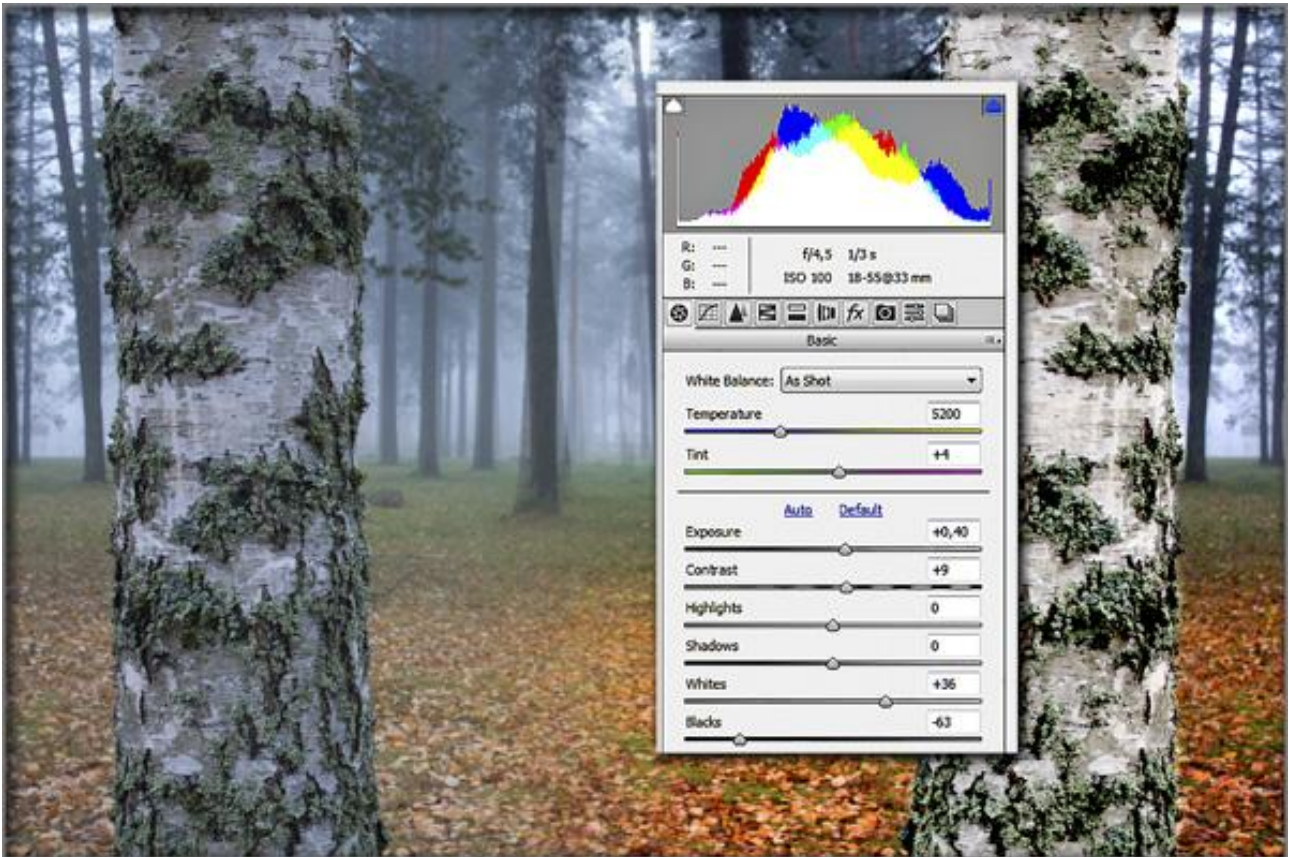 R: ---
G: ---
B: ---
f/4,5 1/3 s
ISO 100 18-55@33 mm
fx
Basic
White Balance: As Shot
Temperature 5200
Tint +4
Auto Default
Exposure +0,40
Contrast +9
Highlights 0
Shadows 0
Whites +36
Blacks -63